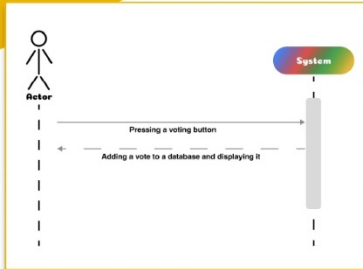 System
Actor
Pressing a voting button
Adding a vote to a database and displaying it